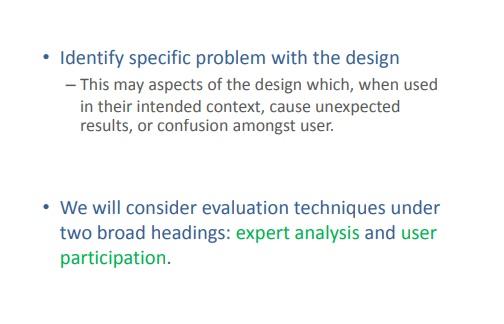 • Identify specific problem with the design
– This may aspects of the design which, when used
in their intended context, cause unexpected
results, or confusion amongst user.
• We will consider evaluation techniques under
two broad headings: expert analysis and user
participation.